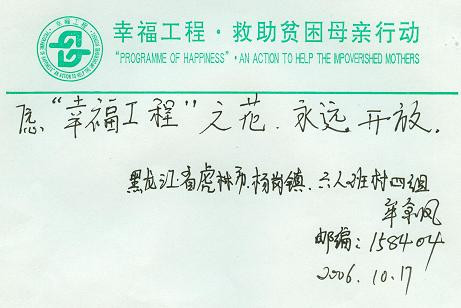 幸福工程·救助贫困母亲行动
"PROGRAMME OF HAPPINESS"·AN ACTION TO HELP THE IMPOVERISHED MOTHERS
愿“幸福工程”之花.永远开放.
黑龙江省虎林市.杨岗镇.六人班村四组
邮编:158404
2006.10.17